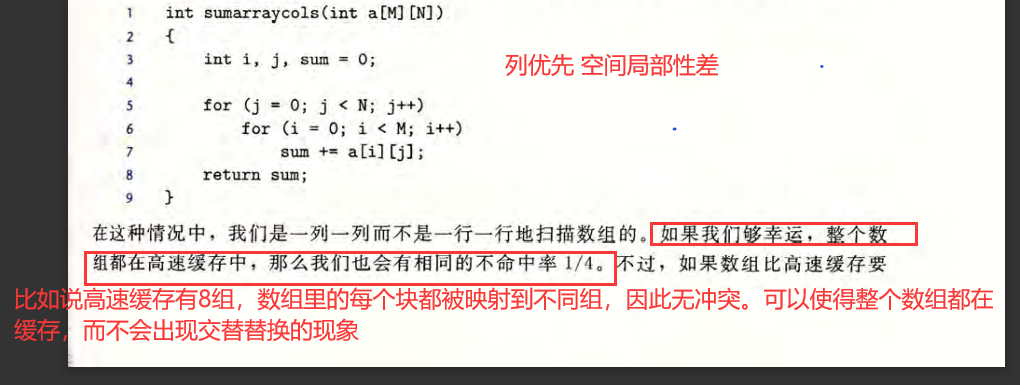 1 int sumarraycols(int a[M][N])
2 {
3 int i, j, sum = 0;
列优先 空间局部性差
4
5 for (j = 0; j < N; j++)
6 for (i = 0; i < M; i++)
7 sum += a[i][j];
8 return sum;
9 }
在这种情况中，我们是一列一列而不是一行一行地扫描数组的。如果我们够幸运，整个数
组都在高速缓存中，那么我们也会有相同的不命中率 1/4。不过，如果数组比高速缓存要
比如说高速缓存有8组，数组里的每个块都被映射到不同组，因此无冲突。可以使得整个数组都在
缓存，而不会出现交替替换的现象